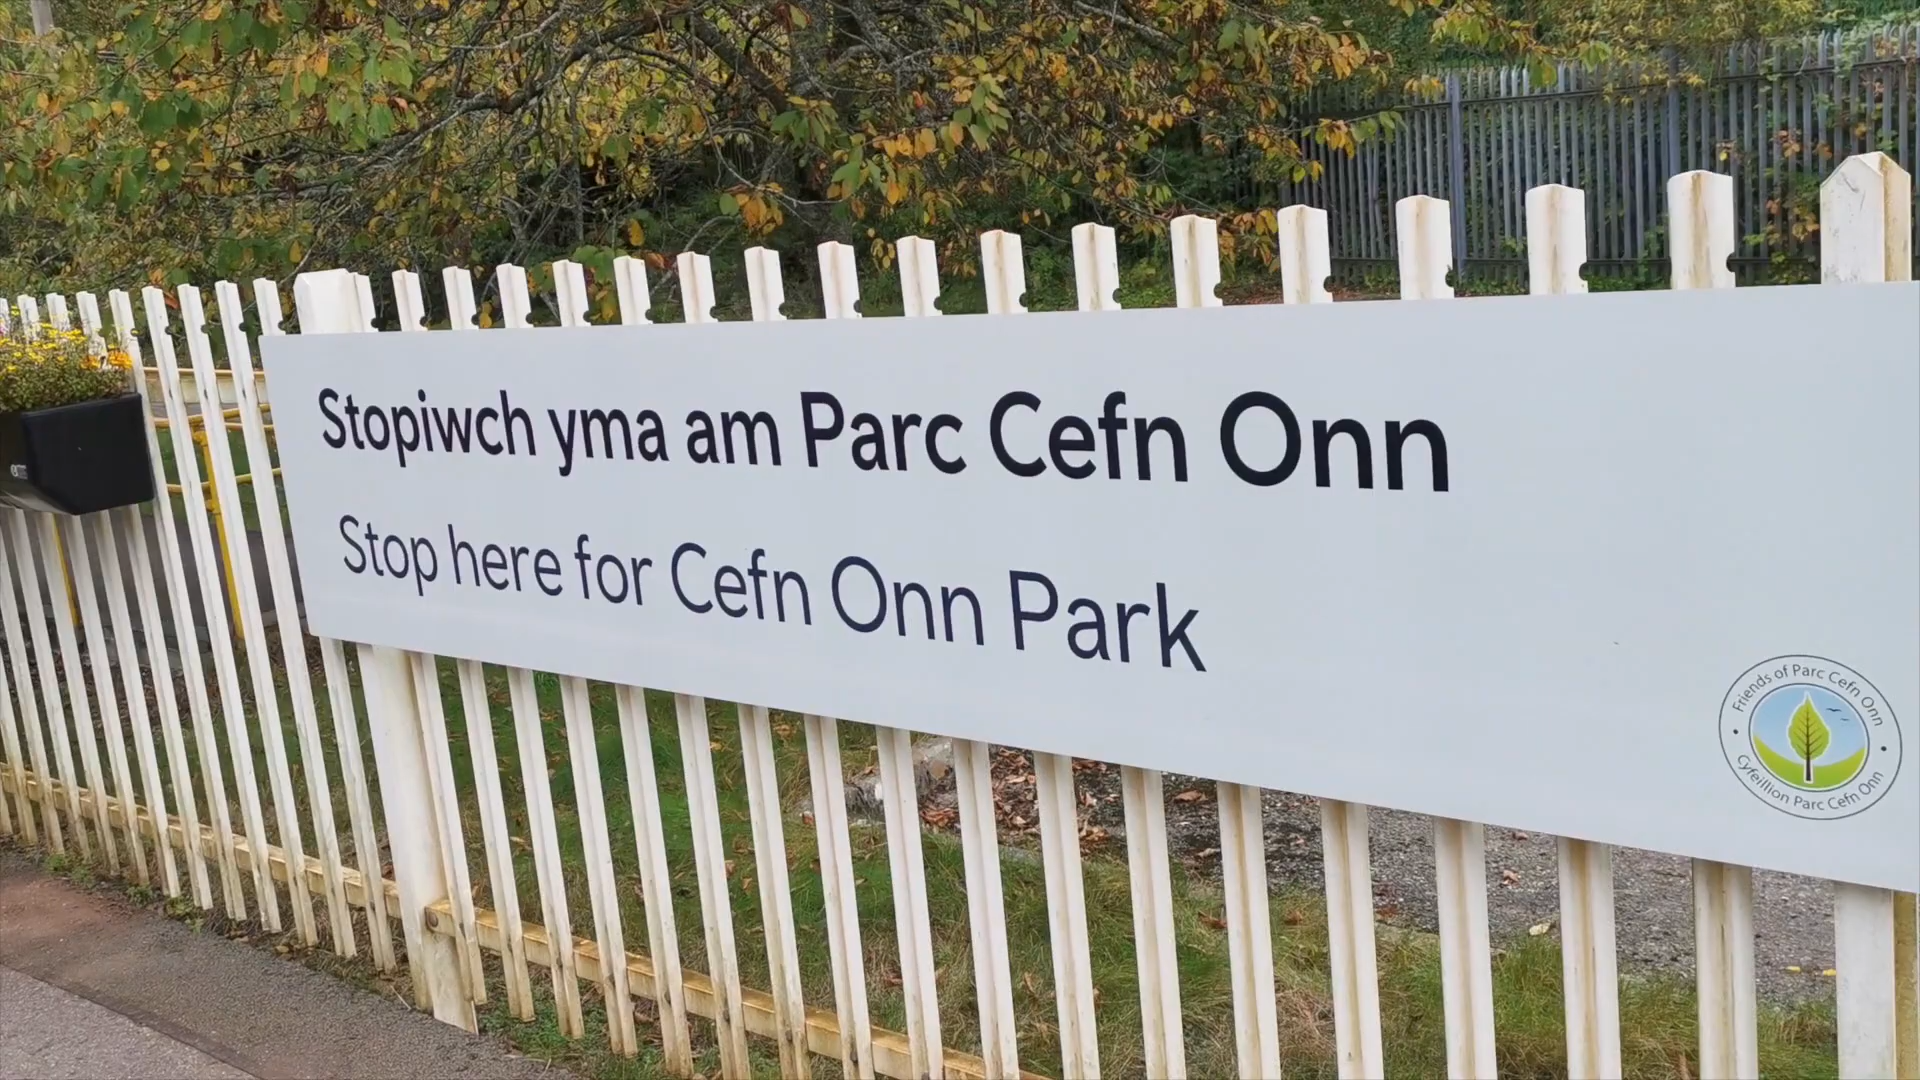 Stopiwch yma am Parc Cefn Onn
Stop here for Cefn Onn Park
Friends of Parc Cefn Onn
Cyfeillion Parc Cefn Onn